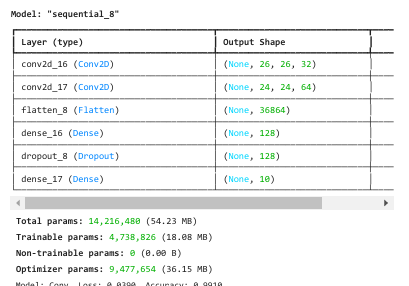 Model: "sequential_8"
Layer (type) Output Shape
conv2d_16 (Conv2D) (None, 26, 26, 32)
conv2d_17 (Conv2D) (None, 24, 24, 64)
flatten_8 (Flatten) (None, 36864)
dense_16 (Dense) (None, 128)
dropout_8 (Dropout) (None, 128)
dense_17 (Dense) (None, 10)
Total params: 14,216,480 (54.23 MB)
Trainable params: 4,738,826 (18.08 MB)
Non-trainable params: 0 (0.00 B)
Optimizer params: 9,477,654 (36.15 MB)
Model: Conv, Loss: 0.0390, Accuracy: 0.9910